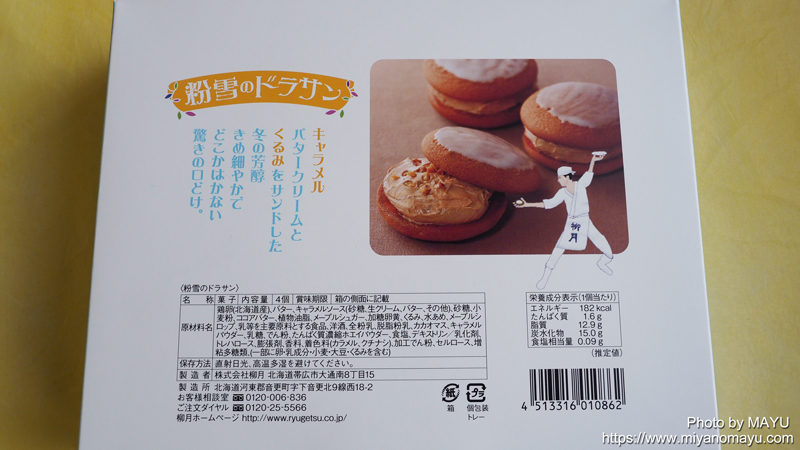 粉雪のドラサン
キャラメル
バタークリームと
くるみをサンドした
冬の芳醇
きめ細やかで
どこかはかない
驚きの口どけ。
柳月
〈粉雪のドラサン〉
名 称 菓子 内容量 4個 賞味期限 箱の側面に記載
原材料名
鶏卵(北海道産)、バター、キャラメルソース(砂糖、生クリーム、バター、その他)、砂糖、小
麦粉、ココアバター、植物油脂、メープルシュガー、加糖卵黄、くるみ、水あめ、メープルシ
ロップ、乳等を主要原料とする食品、洋酒、全粉乳、脱脂粉乳、カカオマス、キャラメル
パウダー、乳糖、でん粉、たんぱく質濃縮ホエイパウダー、食塩、デキストリン/乳化剤、
トレハロース、膨張剤、香料、着色料(カラメル、クチナシ)、加工でん粉、セルロース、増
粘多糖類、(一部に卵・乳成分・小麦・大豆・くるみを含む)
保存方法 直射日光、高温多湿を避けてください。
製造者 株式会社柳月 北海道帯広市大通南8丁目15
製造所 北海道河東郡音更町字下音更北9線西18-2
お客様相談室 0120-006-836
ご注文ダイヤル 0120-25-5566
柳月ホームページ http://www.ryugetsu.co.jp/
紙 箱
プラ 個包装 トレー
栄養成分表示(1個当たり)
エネルギー 182 kcal
たんぱく質 1.6 g
脂質 12.9 g
炭水化物 15.0 g
食塩相当量 0.09 g
(推定値)
4 513316 010862
Photo by MAYU
https://www.miyanomayu.com/